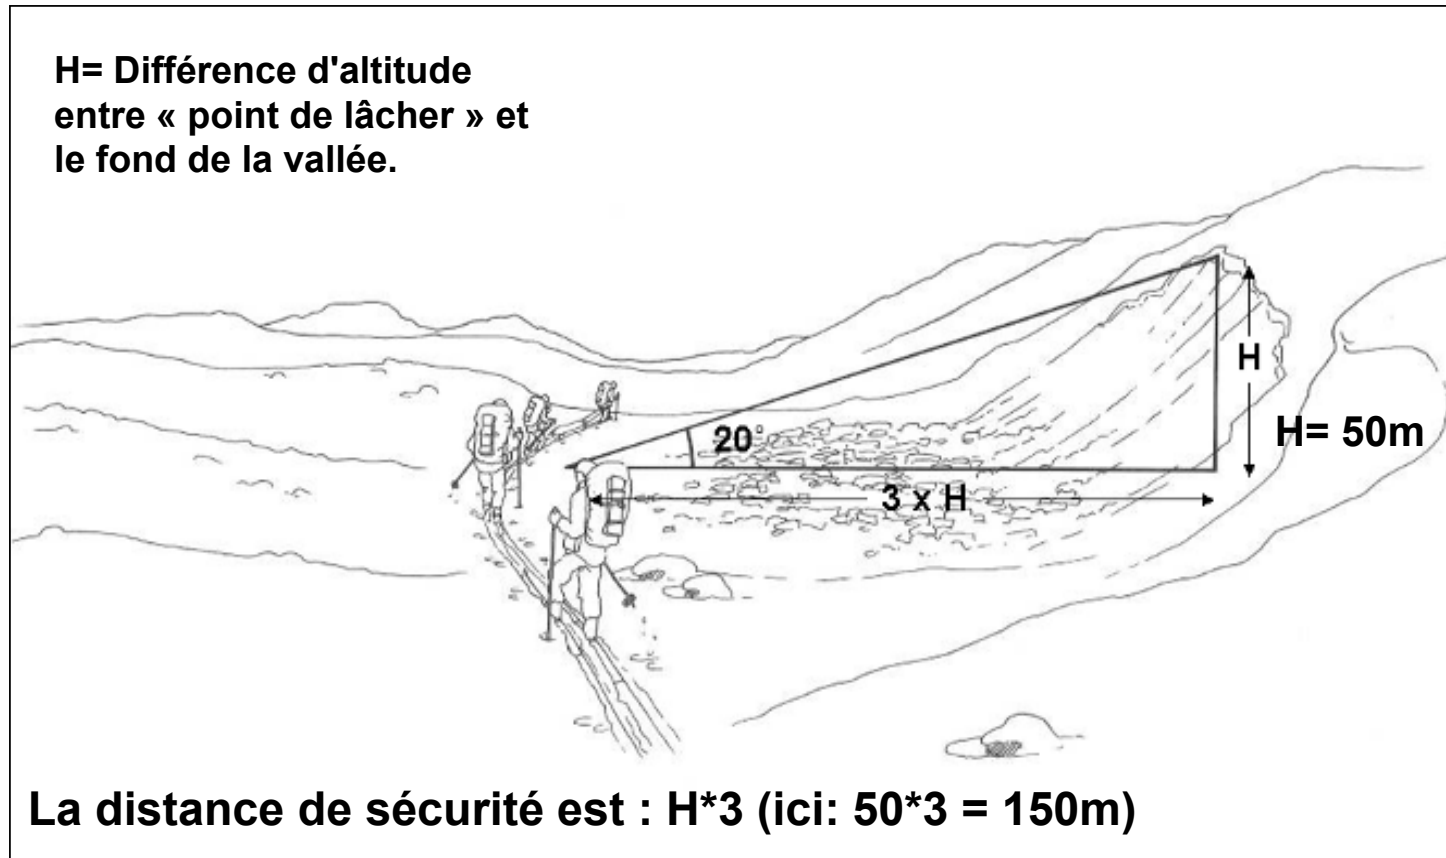 H= Différence d'altitude
entre « point de lâcher » et
le fond de la vallée.
H
20°
H= 50m
3 x H
La distance de sécurité est : H*3 (ici: 50*3 = 150m)